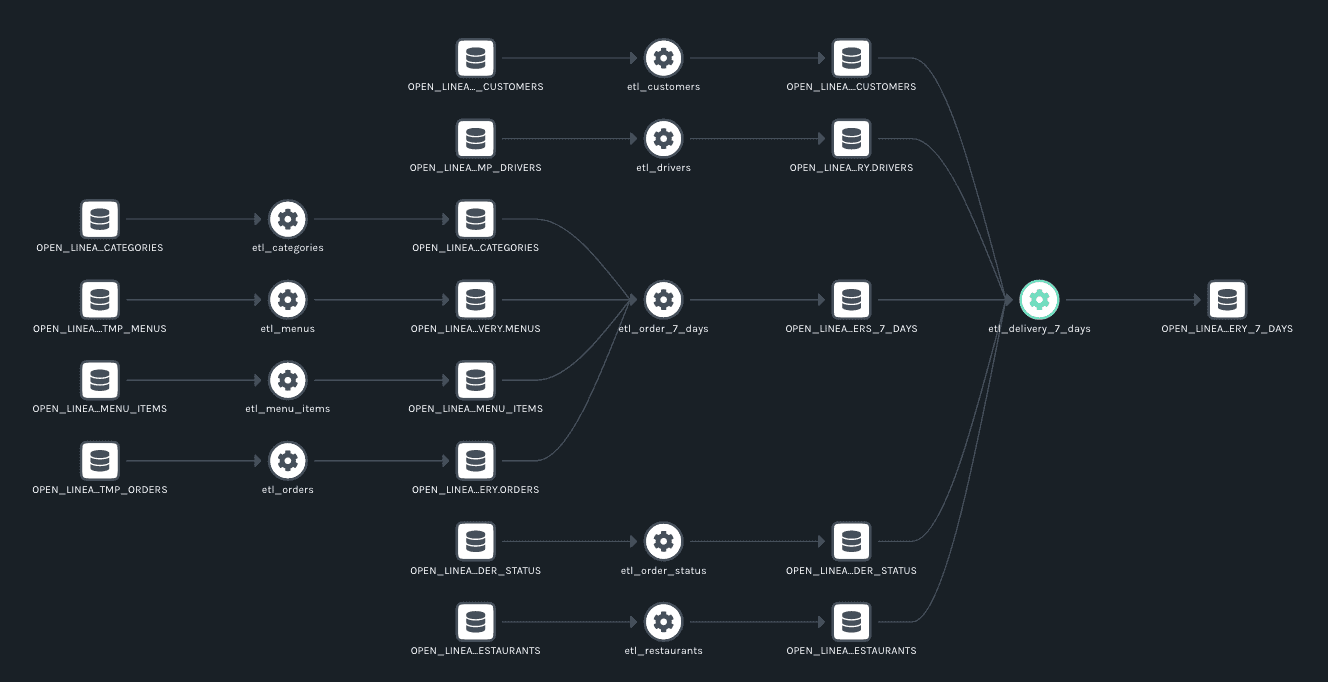 OPEN_LINEA..._CUSTOMERS
etl_customers
OPEN_LINEA...CUSTOMERS
OPEN_LINEA...MP_DRIVERS
etl_drivers
OPEN_LINEA...RY.DRIVERS
OPEN_LINEA...CATEGORIES
etl_categories
OPEN_LINEA...CATEGORIES
OPEN_LINEA...TMP_MENUS
etl_menus
OPEN_LINEA...VERY.MENUS
etl_order_7_days
OPEN_LINEA...ERS_7_DAYS
etl_delivery_7_days
OPEN_LINEA...ERY_7_DAYS
OPEN_LINEA...MENU_ITEMS
etl_menu_items
OPEN_LINEA...MENU_ITEMS
OPEN_LINEA...TMP_ORDERS
etl_orders
OPEN_LINEA...ERY.ORDERS
OPEN_LINEA...DER_STATUS
etl_order_status
OPEN_LINEA...DER_STATUS
OPEN_LINEA...ESTAURANTS
etl_restaurants
OPEN_LINEA...ESTAURANTS